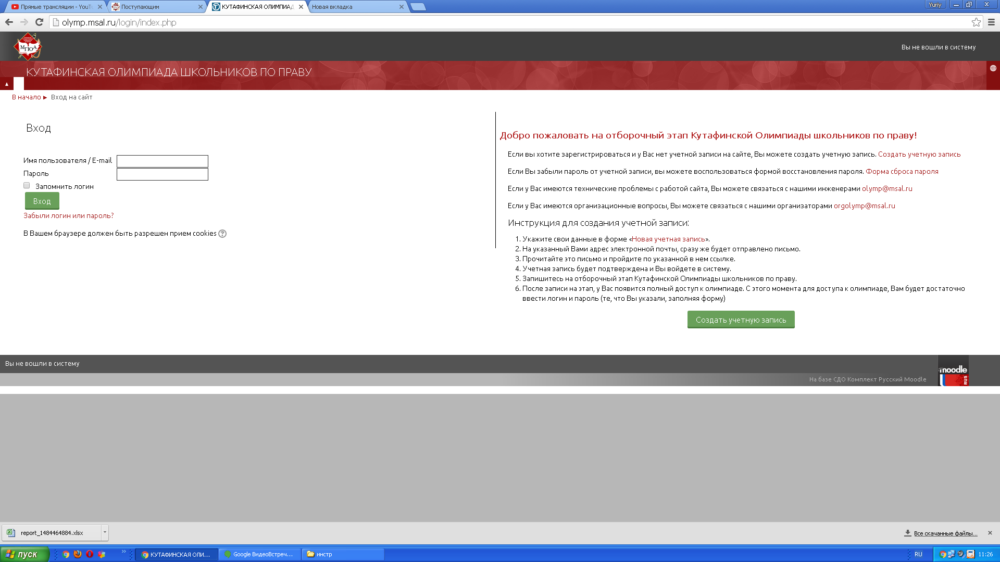 Прямые трансляции - YouTu
Поступающим
КУТАФИНСКАЯ ОЛИМПИАД
Новая вкладка
Yuriy
olymp.msal.ru/login/index.php
МГЮА
Вы не вошли в систему
КУТАФИНСКАЯ ОЛИМПИАДА ШКОЛЬНИКОВ ПО ПРАВУ
В начало ► Вход на сайт
Вход
Имя пользователя / E-mail
Пароль
Запомнить логин
Вход
Забыли логин или пароль?
В Вашем браузере должен быть разрешен прием cookies
Добро пожаловать на отборочный этап Кутафинской Олимпиады школьников по праву!
Если вы хотите зарегистрироваться и у Вас нет учетной записи на сайте, Вы можете создать учетную запись. Создать учетную запись
Если Вы забыли пароль от учетной записи, вы можете воспользоваться формой восстановления пароля. Форма сброса пароля
Если у Вас имеются технические проблемы с работой сайта, Вы можете связаться с нашими инженерами olymp@msal.ru
Если у Вас имеются организационные вопросы, Вы можете связаться с нашими организаторами orgolymp@msal.ru
Инструкция для создания учетной записи:
1. Укажите свои данные в форме «Новая учетная запись».
2. На указанный Вами адрес электронной почты, сразу же будет отправлено письмо.
3. Прочитайте это письмо и пройдите по указанной в нем ссылке.
4. Учетная запись будет подтверждена и Вы войдете в систему.
5. Запишитесь на отборочный этап Кутафинской Олимпиады школьников по праву.
6. После записи на этап, у Вас появится полный доступ к олимпиаде. С этого момента для доступа к олимпиаде, Вам будет достаточно
ввести логин и пароль (те, что Вы указали, заполняя форму)
Создать учетную запись
Вы не вошли в систему
На базе СДО Комплект Русский Moodle
moodle
RUS
report_1484464884.xlsx
Все скачанные файлы...
пуск
КУТАФИНСКАЯ ОЛИ...
Google ВидеоВстреч...
инстр
RU
11:26